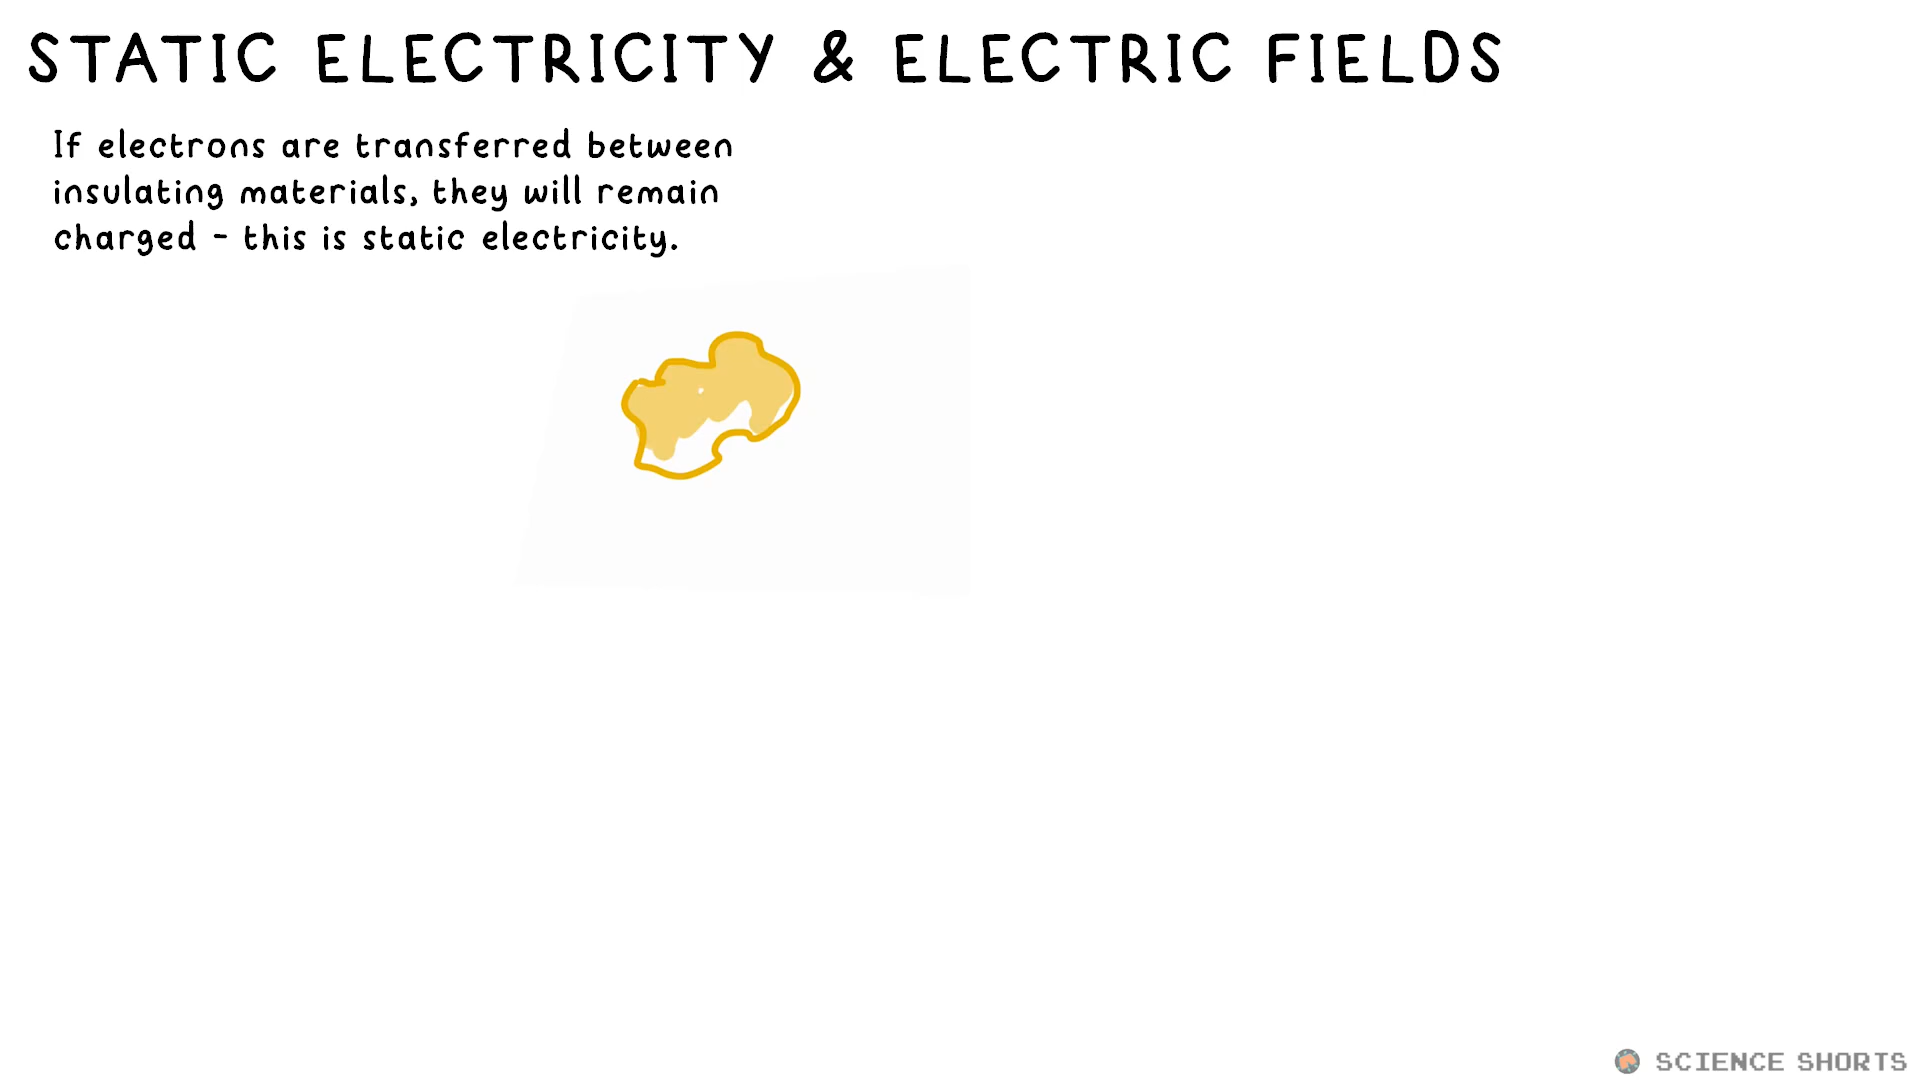 STATIC ELECTRICITY & ELECTRIC FIELDS
If electrons are transferred between
insulating materials, they will remain
charged - this is static electricity.
SCIENCE SHORTS